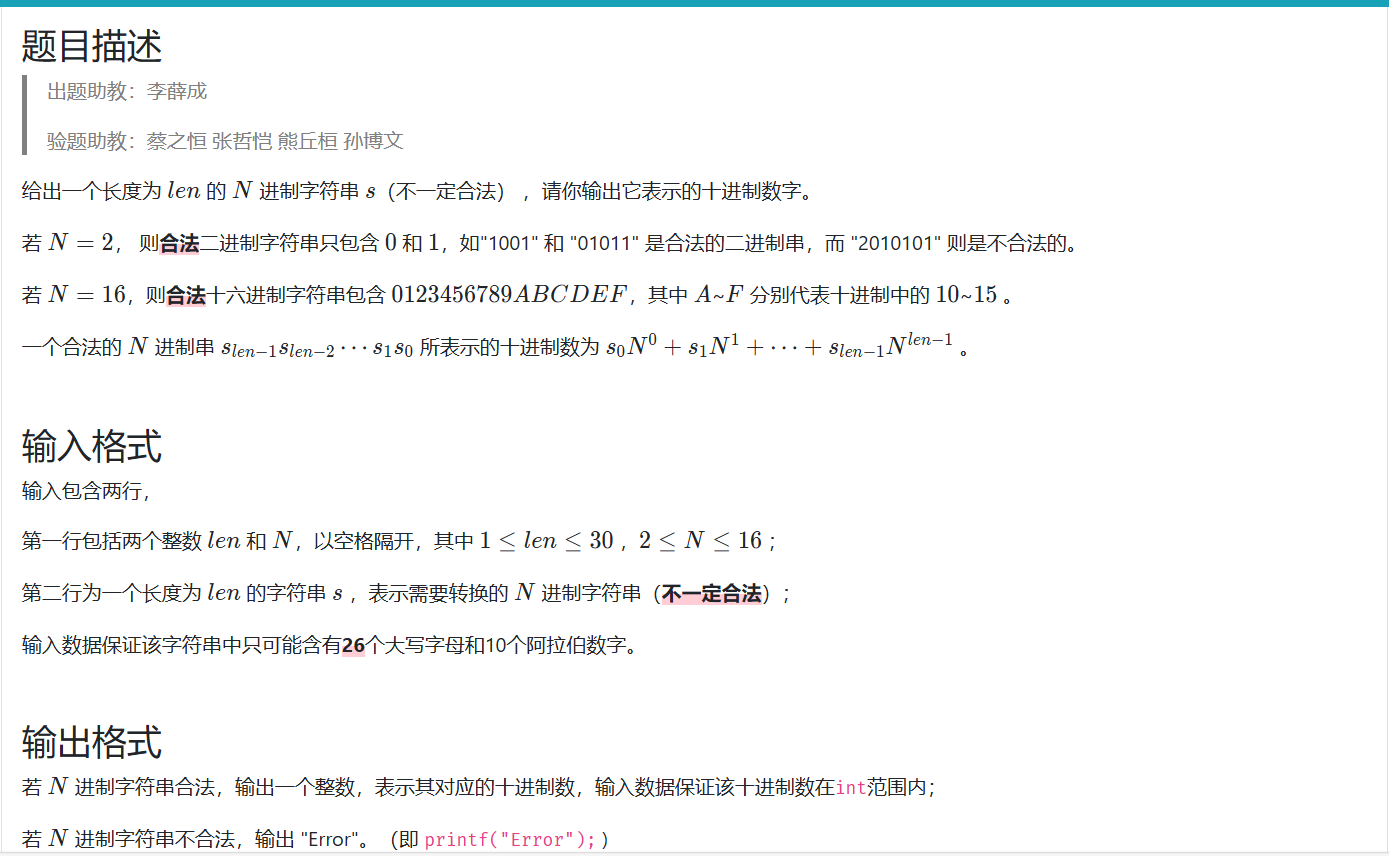 题目描述
出题助教：李薛成
验题助教：蔡之恒 张哲恺 熊丘桓 孙博文
给出一个长度为 len 的 N 进制字符串 s（不一定合法），请你输出它表示的十进制数字。
若 N = 2， 则合法二进制字符串只包含 0 和 1，如"1001" 和 "01011" 是合法的二进制串，而 "2010101" 则是不合法的。
若 N = 16，则合法十六进制字符串包含 0123456789ABCDEF，其中 A~F 分别代表十进制中的 10~15 。
一个合法的 N 进制串 s_{len−1}s_{len−2}⋯s_1s_0 所表示的十进制数为 s_0N^0 + s_1N^1 + ⋯ + s_{len−1}N^{len−1} 。
输入格式
输入包含两行，
第一行包括两个整数 len 和 N，以空格隔开，其中 1 ≤ len ≤ 30 ，2 ≤ N ≤ 16；
第二行为一个长度为 len 的字符串 s ，表示需要转换的 N 进制字符串（不一定合法）；
输入数据保证该字符串中只可能含有26个大写字母和10个阿拉伯数字。
输出格式
若 N 进制字符串合法，输出一个整数，表示其对应的十进制数，输入数据保证该十进制数在int范围内；
若 N 进制字符串不合法，输出 "Error"。（即 printf("Error");）